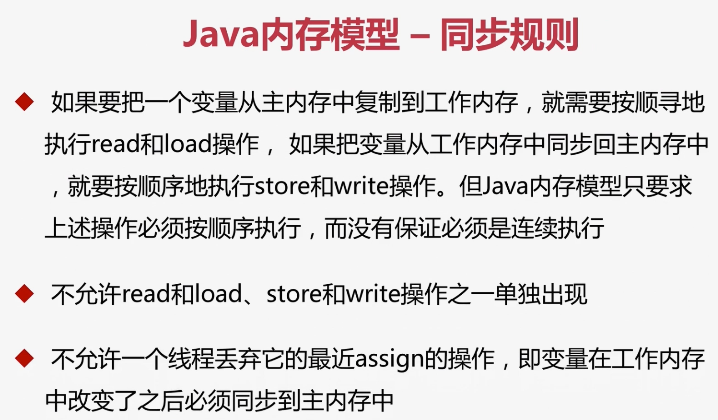 Java内存模型 – 同步规则
◆ 如果要把一个变量从主内存中复制到工作内存，就需要按顺寻地
执行read和load操作， 如果把变量从工作内存中同步回主内存中
，就要按顺序地执行store和write操作。但Java内存模型只要求
上述操作必须按顺序执行，而没有保证必须是连续执行
◆ 不允许read和load、store和write操作之一单独出现
◆ 不允许一个线程丢弃它的最近assign的操作，即变量在工作内存
中改变了之后必须同步到主内存中